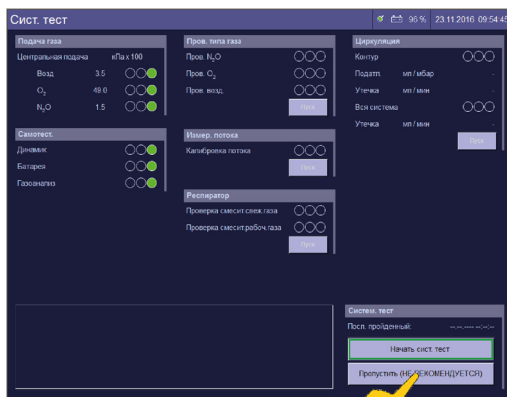 Сист. тест
96 %
23.11.2016 09:54:45
Подача газа
Центральная подача кПа x 100
Возд 3.5
O₂ 49.0
N₂O 1.5
Самотест.
Динамик
Батарея
Газоанализ
Пров. типа газа
Пров. N₂O
Пров. O₂
Пров. возд.
Пуск
Измер. потока
Калибровка потока
Пуск
Респиратор
Проверка смесит.свеж.газа
Проверка смесит.рабоч.газа
Пуск
Циркуляция
Контур
Податл. мл / мбар -
Утечка мл / мин -
Вся система
Утечка мл / мин -
Пуск
Систем. тест
Посл. пройденный: --.--.---- --:--:--
Начать сист. тест
Пропустить (НЕ РЕКОМЕНДУЕТСЯ)